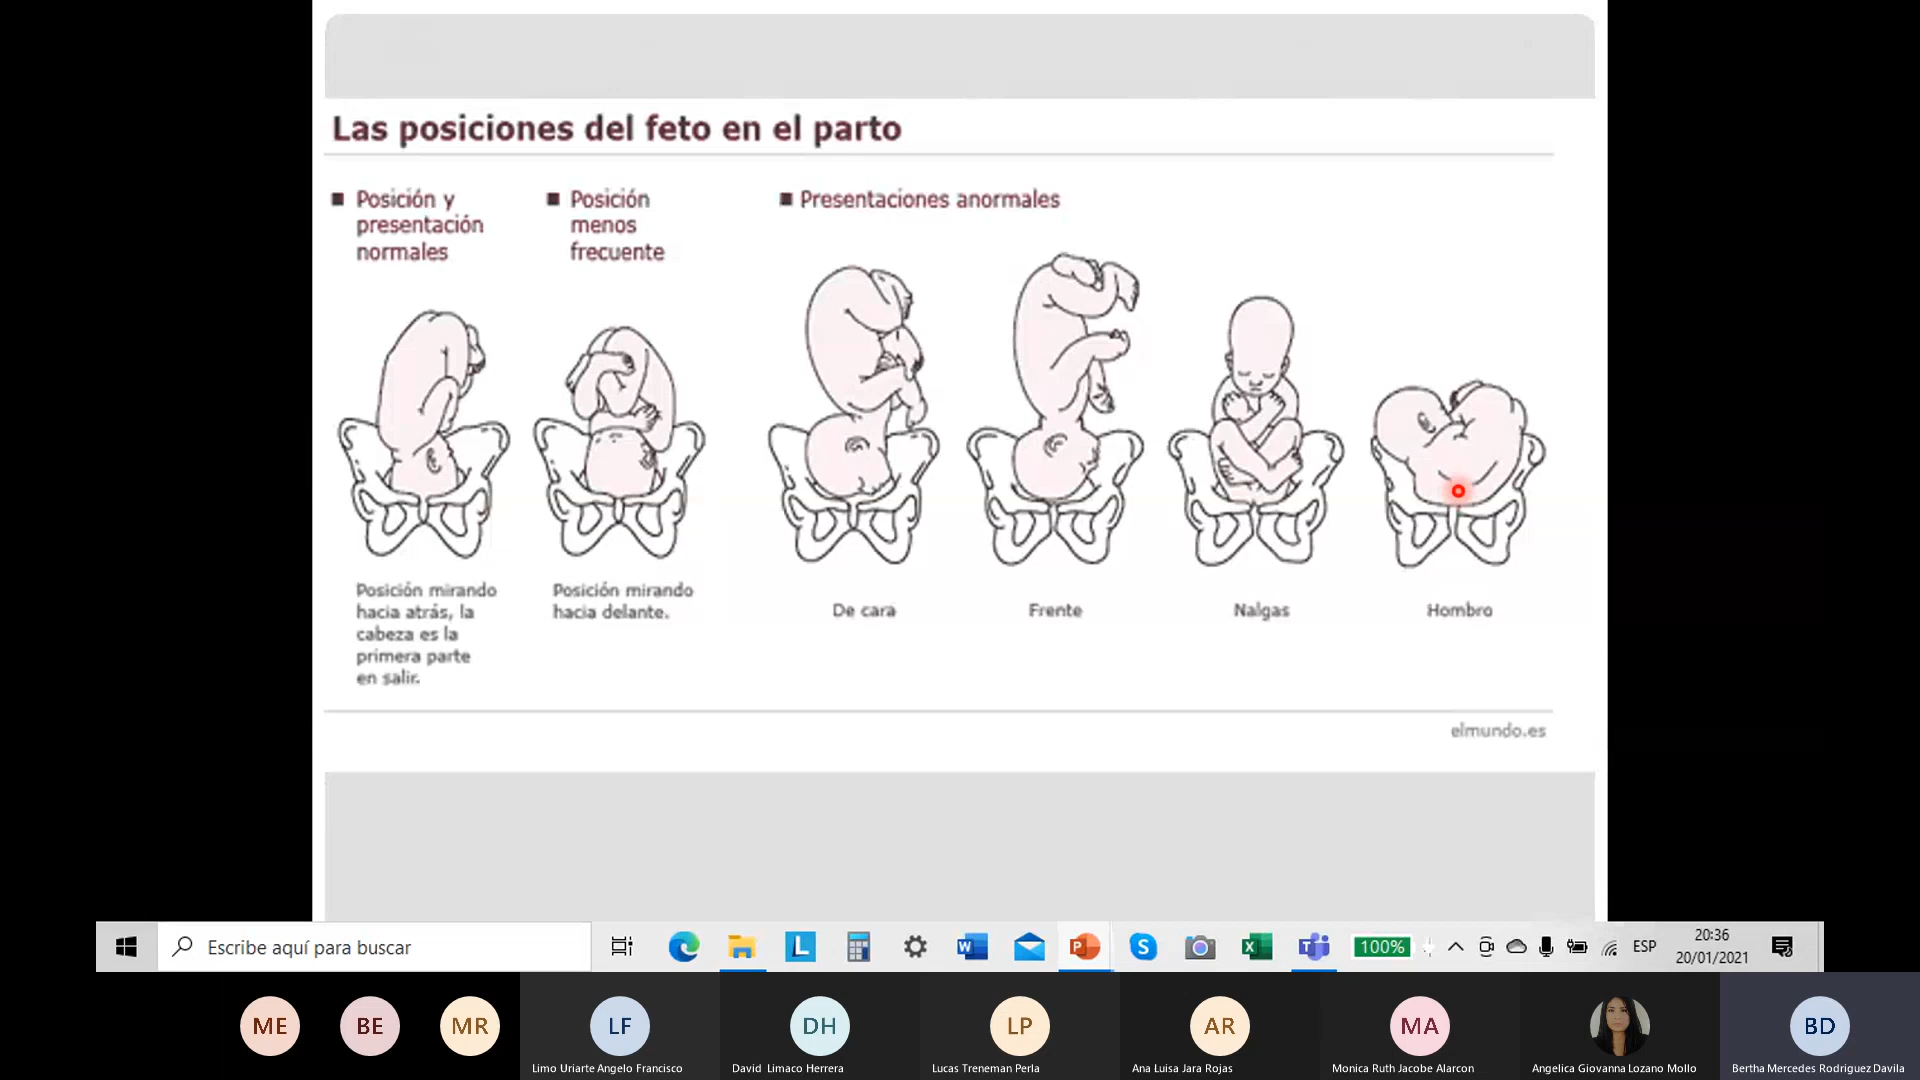 Las posiciones del feto en el parto
Posición y
presentación
normales
Posición
menos
frecuente
Presentaciones anormales
Posición mirando
hacia atrás, la
cabeza es la
primera parte
en salir.
Posición mirando
hacia delante.
De cara
Frente
Nalgas
Hombro
elmundo.es
Escribe aquí para buscar
L
W
P
S
X
T
100%
ESP
20:36
20/01/2021
ME
BE
MR
LF
DH
LP
AR
MA
BD
Limo Uriarte Angelo Francisco
David Limaco Herrera
Lucas Treneman Perla
Ana Luisa Jara Rojas
Monica Ruth Jacobe Alarcon
Angelica Giovanna Lozano Mollo
Bertha Mercedes Rodriguez Davila